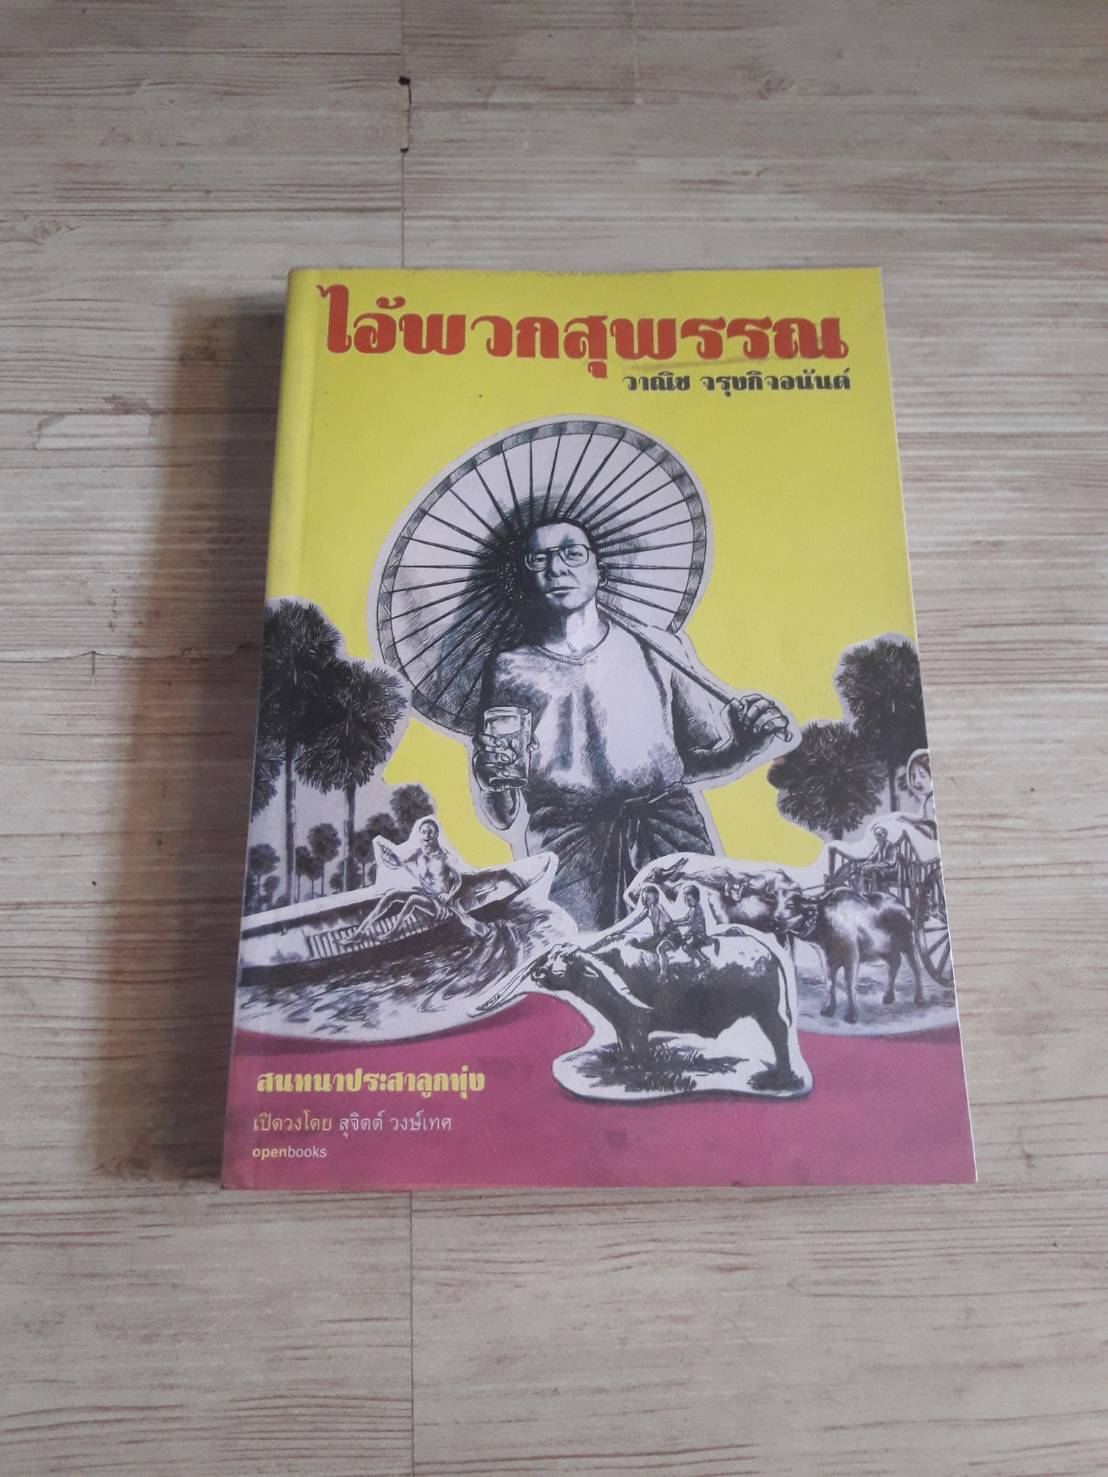 ไอ้พวกสุพรรณ
วาณิช จรุงกิจอนันต์
สนทนาประสาลูกทุ่ง
เปิดวงโดย สุจิตต์ วงษ์เทศ
openbooks